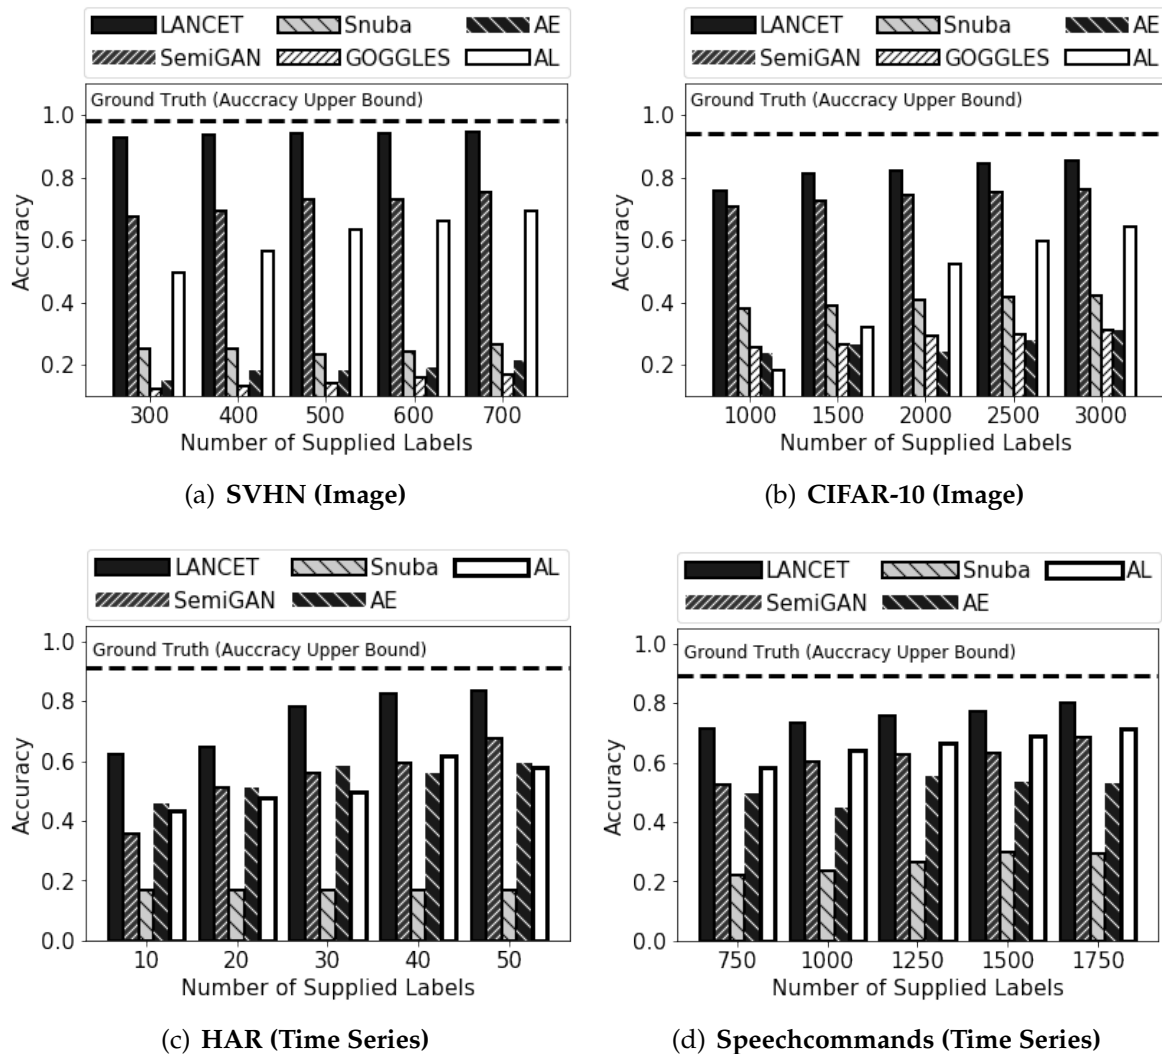 LANCET Snuba AE
SemiGAN GOGGLES AL
Ground Truth (Auccracy Upper Bound)
1.0
0.8
0.6
0.4
0.2
Accuracy
300 400 500 600 700
Number of Supplied Labels
(a) SVHN (Image)
LANCET Snuba AE
SemiGAN GOGGLES AL
Ground Truth (Auccracy Upper Bound)
1.0
0.8
0.6
0.4
0.2
Accuracy
1000 1500 2000 2500 3000
Number of Supplied Labels
(b) CIFAR-10 (Image)
LANCET Snuba AL
SemiGAN AE
Ground Truth (Auccracy Upper Bound)
1.0
0.8
0.6
0.4
0.2
0.0
Accuracy
10 20 30 40 50
Number of Supplied Labels
(c) HAR (Time Series)
LANCET Snuba AL
SemiGAN AE
Ground Truth (Auccracy Upper Bound)
1.0
0.8
0.6
0.4
0.2
0.0
Accuracy
750 1000 1250 1500 1750
Number of Supplied Labels
(d) Speechcommands (Time Series)